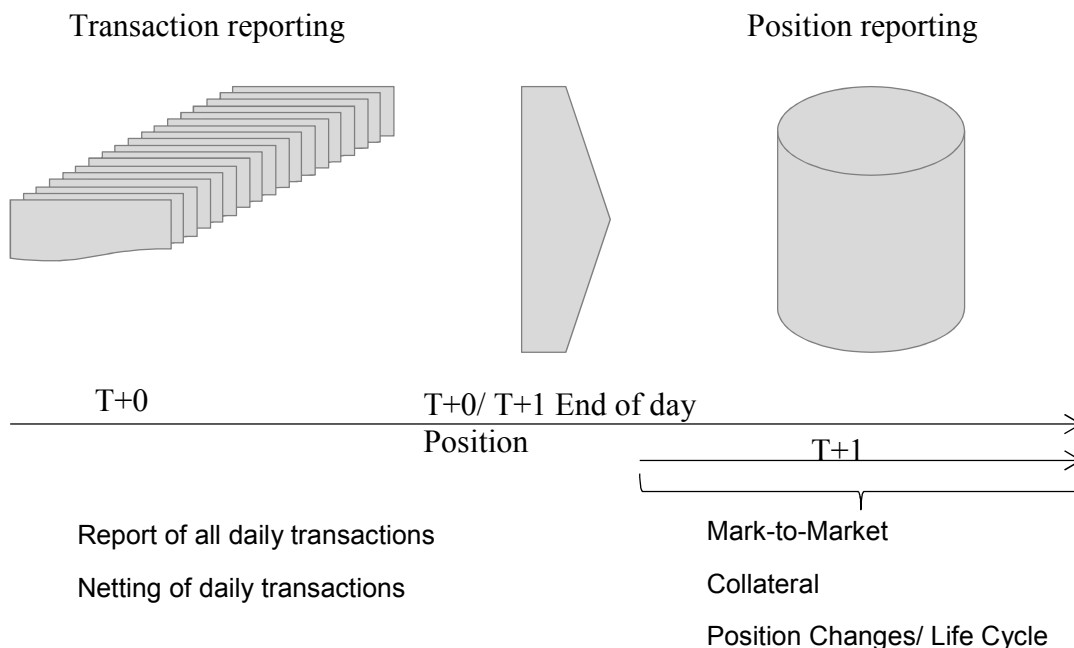 Transaction reporting
Position reporting
T+0
T+0/ T+1 End of day
Position
T+1
Report of all daily transactions
Netting of daily transactions
Mark-to-Market
Collateral
Position Changes/ Life Cycle